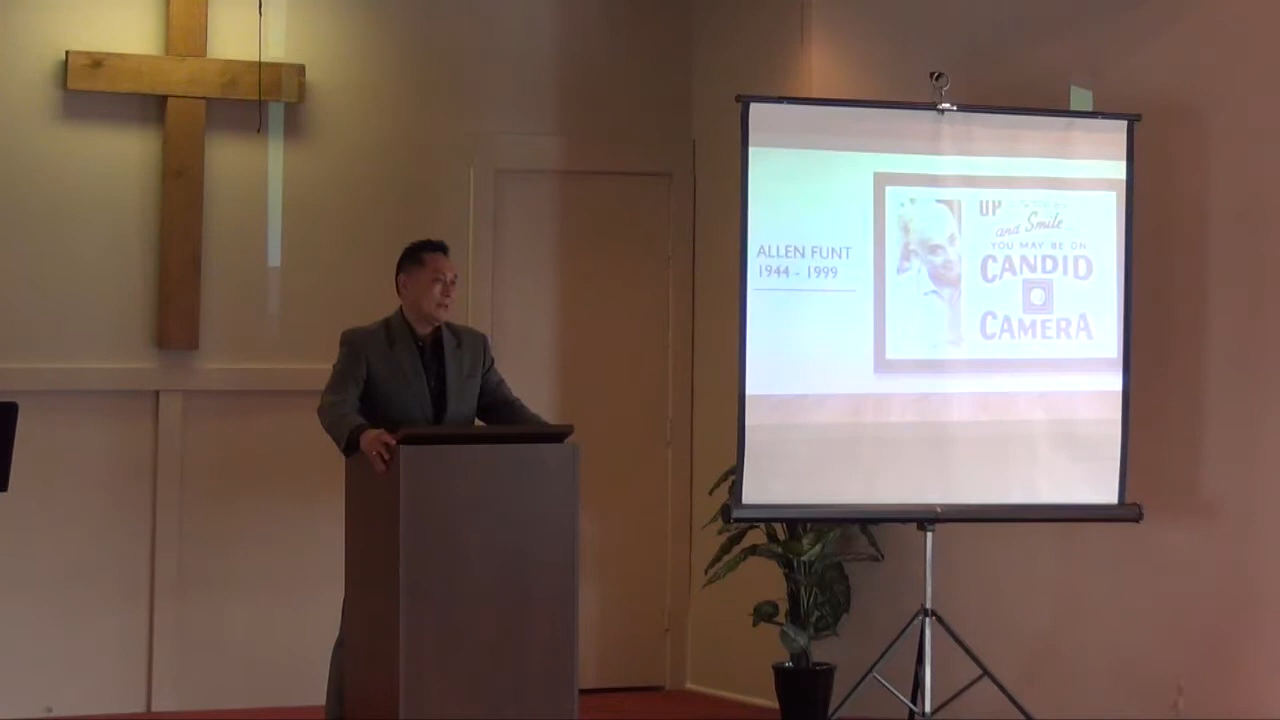 ALLEN FUNT
1944 - 1999
UP
and Smile
YOU MAY BE ON
CANDID
CAMERA